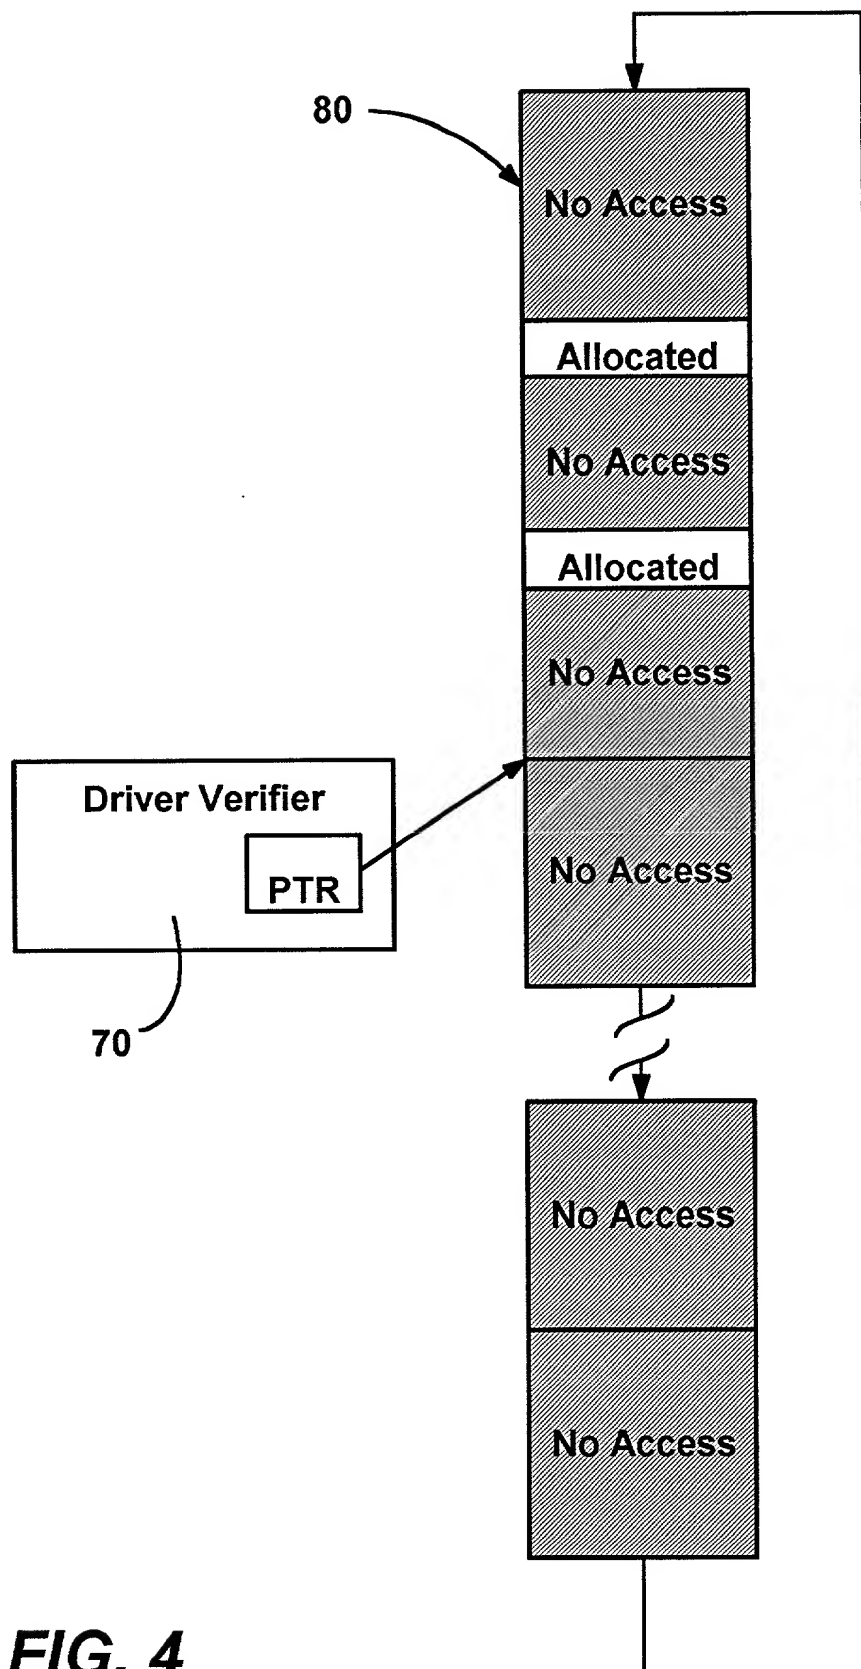 80
No Access
Allocated
No Access
Allocated
No Access
Driver Verifier
PTR
No Access
70
No Access
No Access
FIG. 4